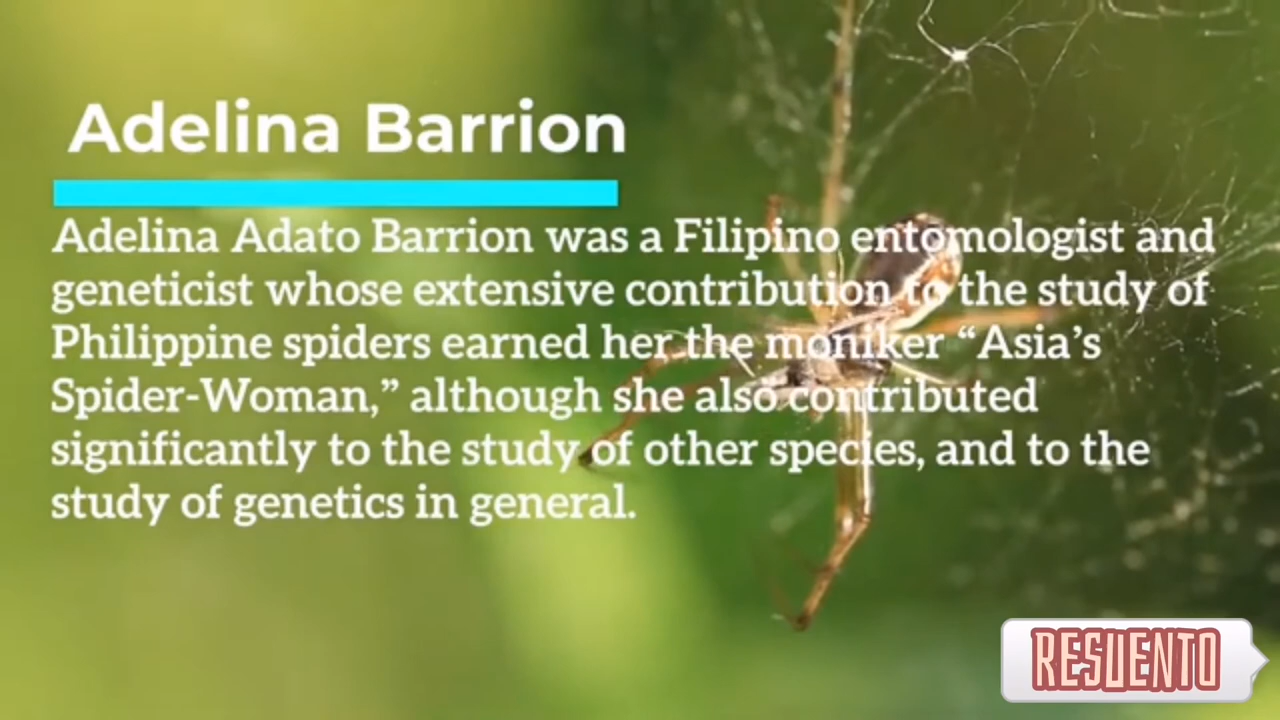 Adelina Barrion
Adelina Adato Barrion was a Filipino entomologist and
geneticist whose extensive contribution to the study of
Philippine spiders earned her the moniker “Asia’s
Spider-Woman,” although she also contributed
significantly to the study of other species, and to the
study of genetics in general.
RESUENTO